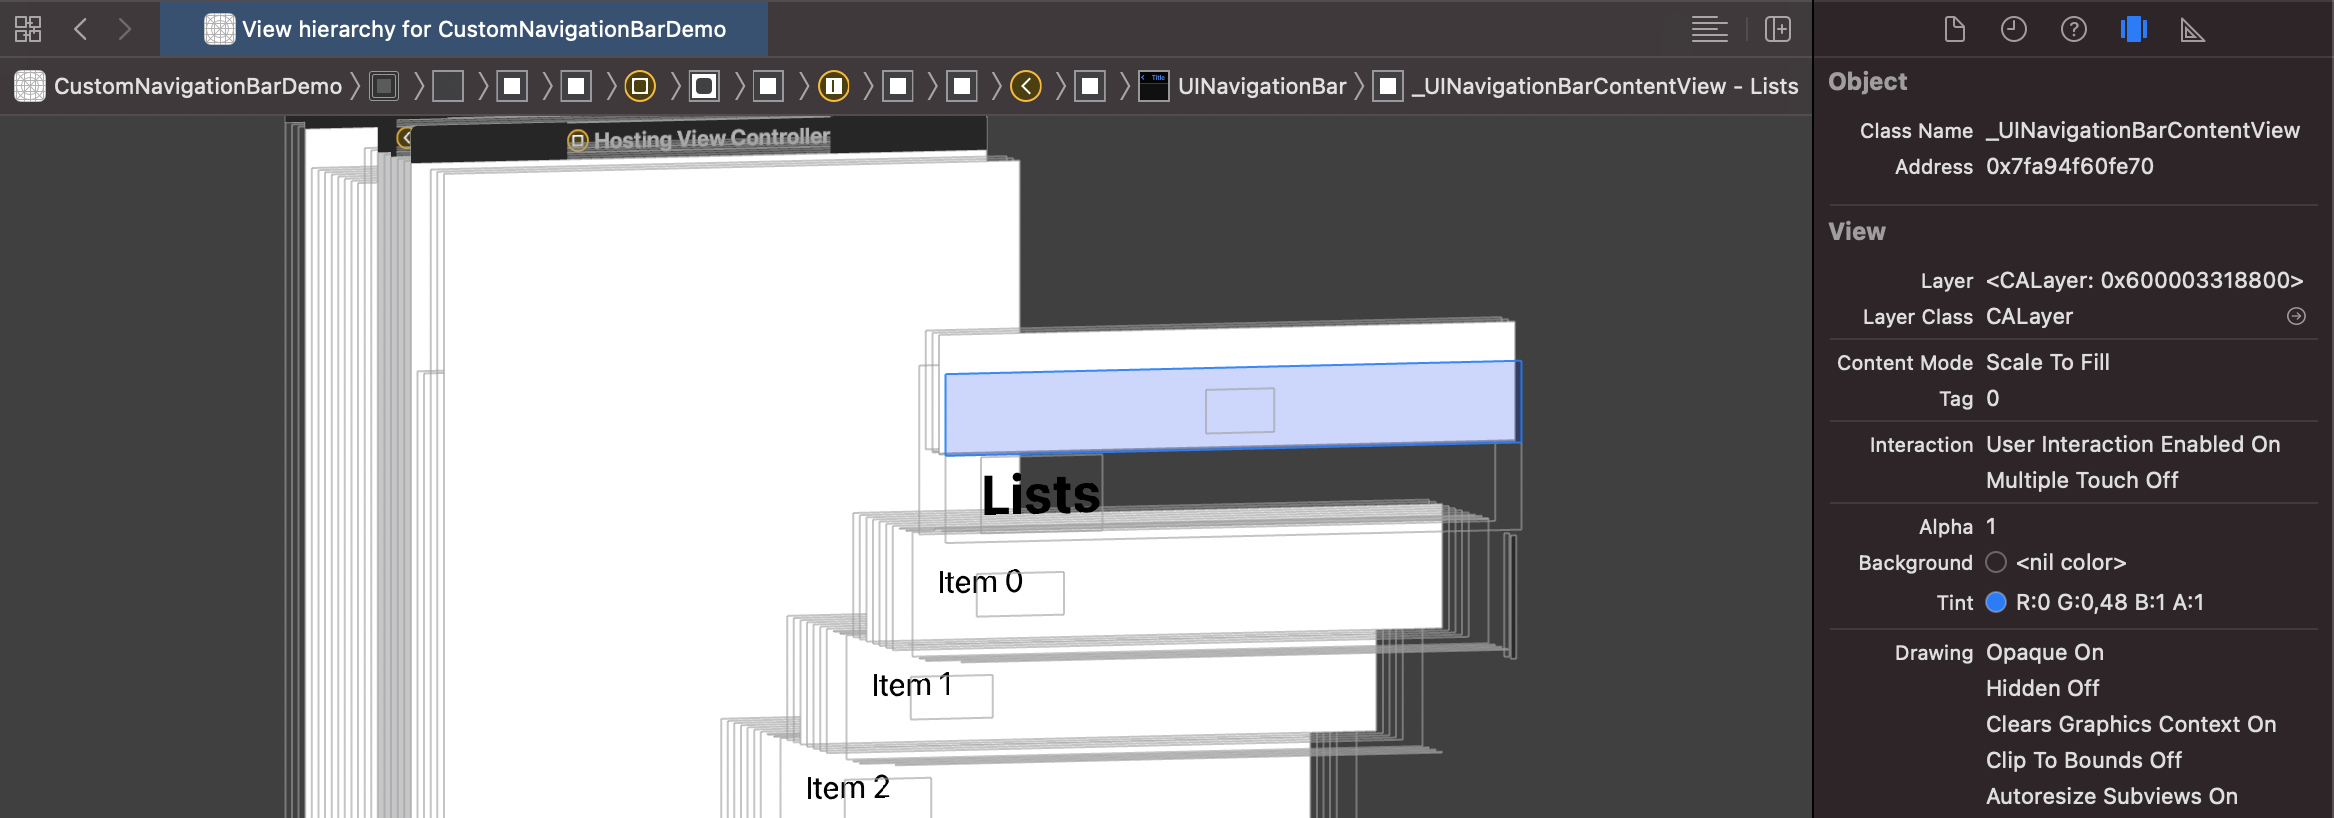 View hierarchy for CustomNavigationBarDemo
CustomNavigationBarDemo
Title
UINavigationBar
_UINavigationBarContentView - Lists
Hosting View Controller
Lists
Item 0
Item 1
Item 2
Object
Class Name _UINavigationBarContentView
Address 0x7fa94f60fe70
View
Layer <CALayer: 0x600003318800>
Layer Class CALayer
Content Mode Scale To Fill
Tag 0
Interaction User Interaction Enabled On
Multiple Touch Off
Alpha 1
Background <nil color>
Tint R:0 G:0,48 B:1 A:1
Drawing Opaque On
Hidden Off
Clears Graphics Context On
Clip To Bounds Off
Autoresize Subviews On